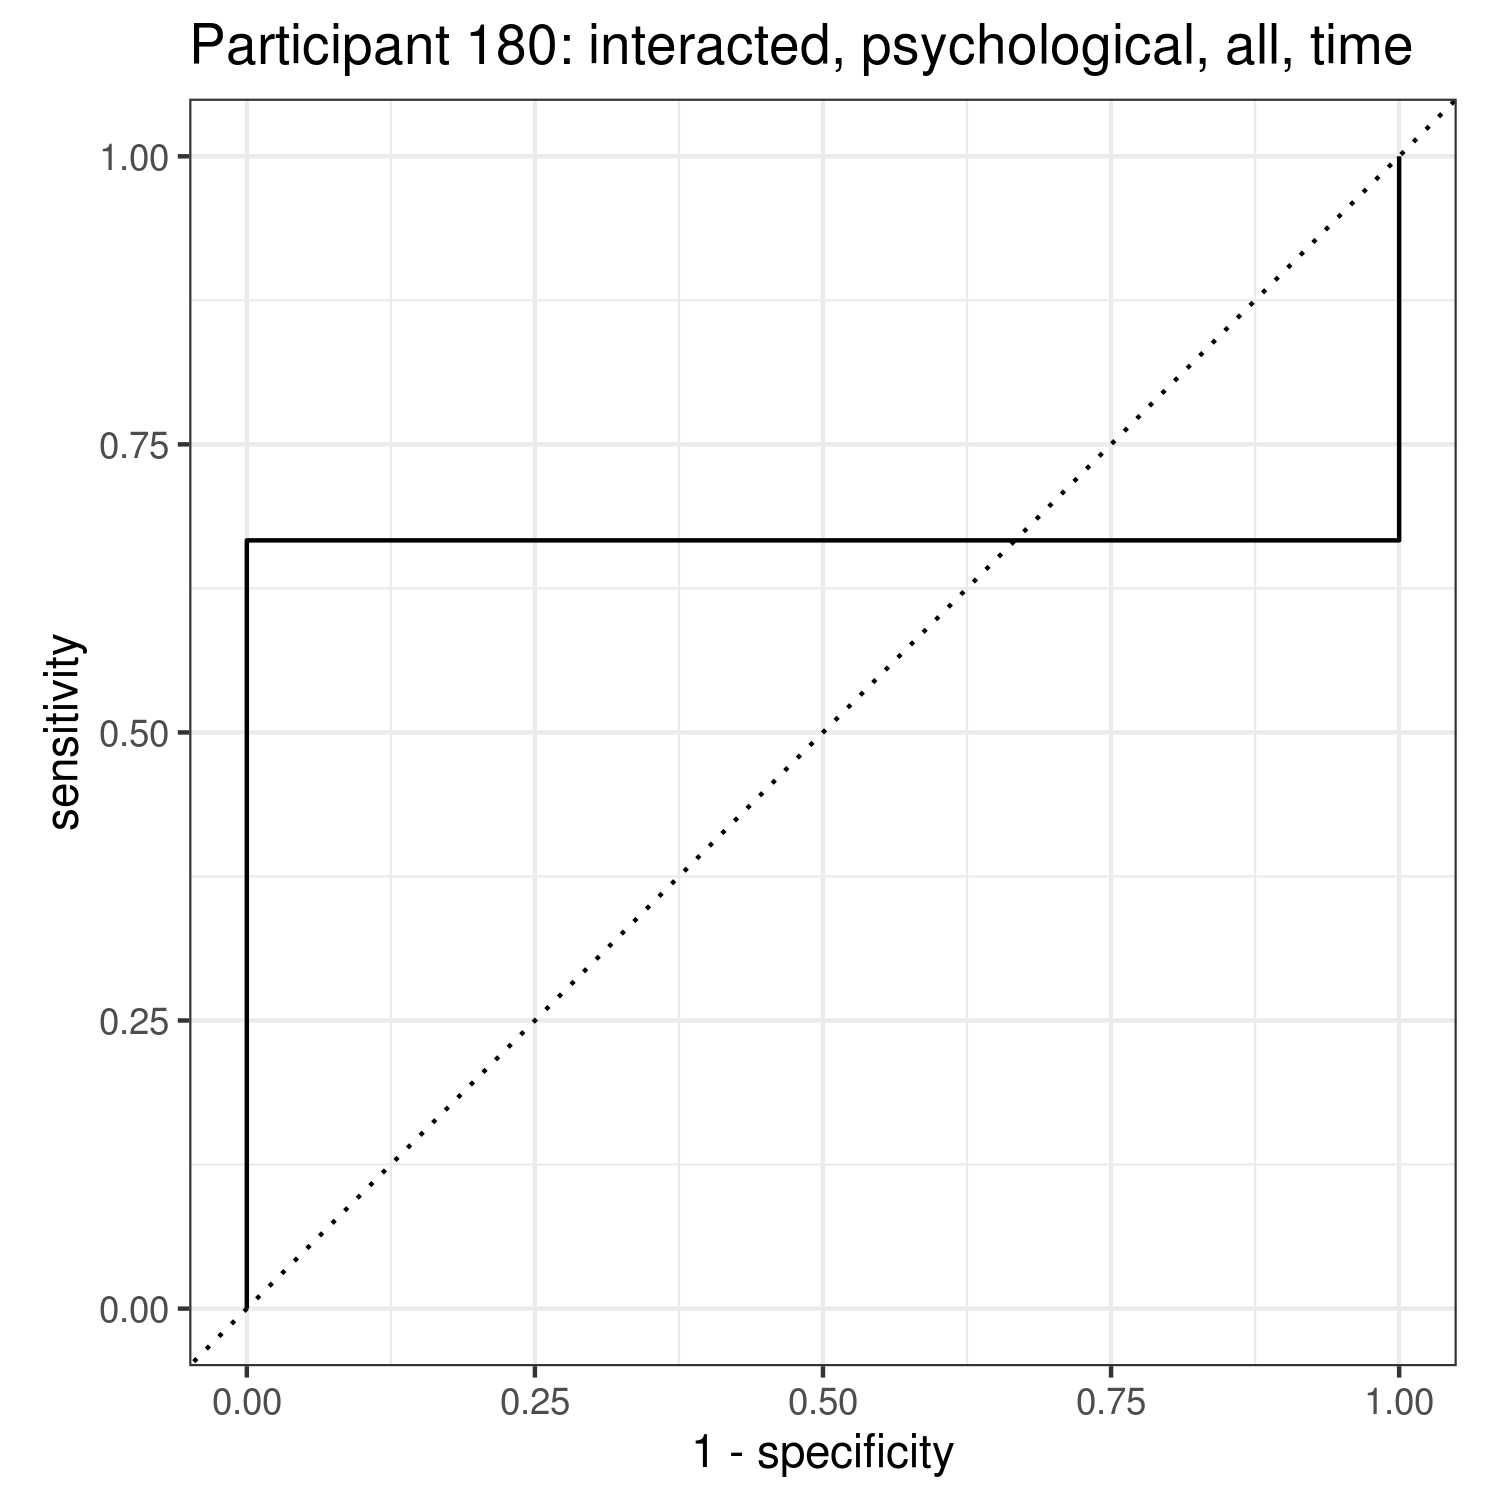 Participant 180: interacted, psychological, all, time
1.00
0.75
0.50
0.25
0.00
sensitivity
0.00 0.25 0.50 0.75 1.00
1 - specificity